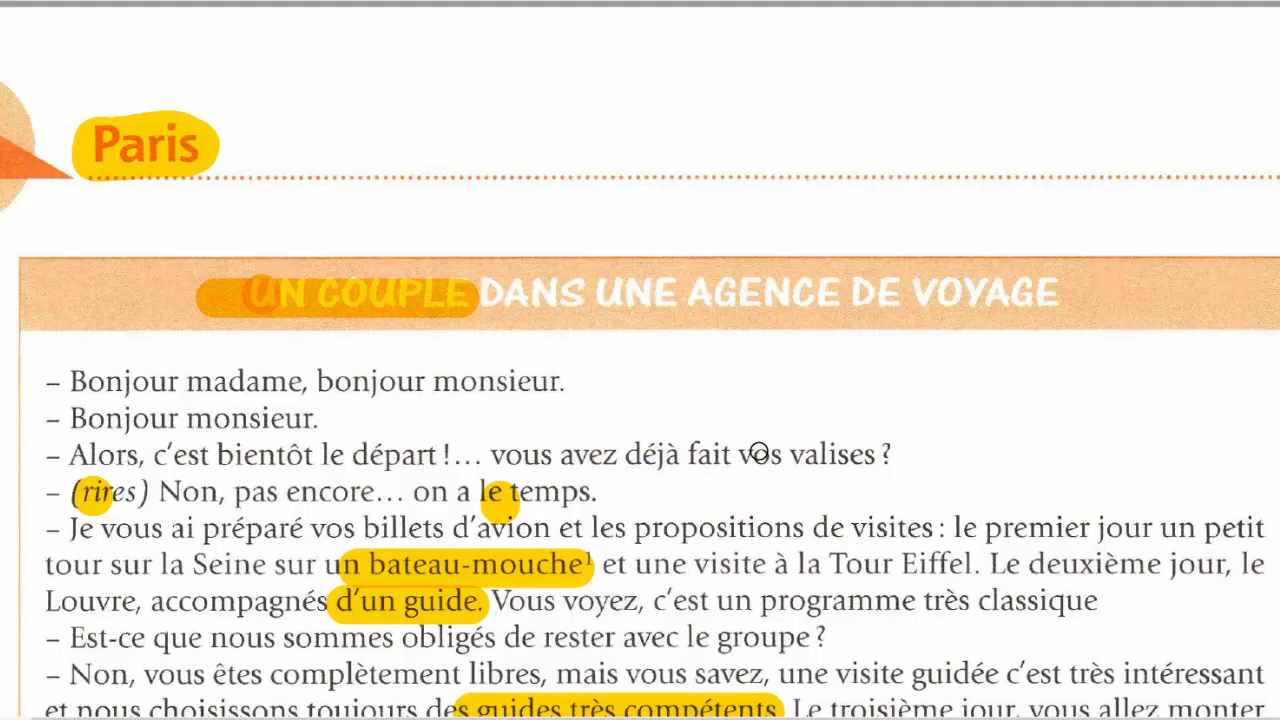 Paris
UN COUPLE DANS UNE AGENCE DE VOYAGE
– Bonjour madame, bonjour monsieur.
– Bonjour monsieur.
– Alors, c'est bientôt le départ !… vous avez déjà fait vos valises ?
– (rires) Non, pas encore… on a le temps.
– Je vous ai préparé vos billets d'avion et les propositions de visites : le premier jour un petit
tour sur la Seine sur un bateau-mouche¹ et une visite à la Tour Eiffel. Le deuxième jour, le
Louvre, accompagnés d'un guide. Vous voyez, c'est un programme très classique
– Est-ce que nous sommes obligés de rester avec le groupe ?
– Non, vous êtes complètement libres, mais vous savez, une visite guidée c'est très intéressant
et nous choisissons toujours des guides très compétents. Le troisième jour, vous allez monter